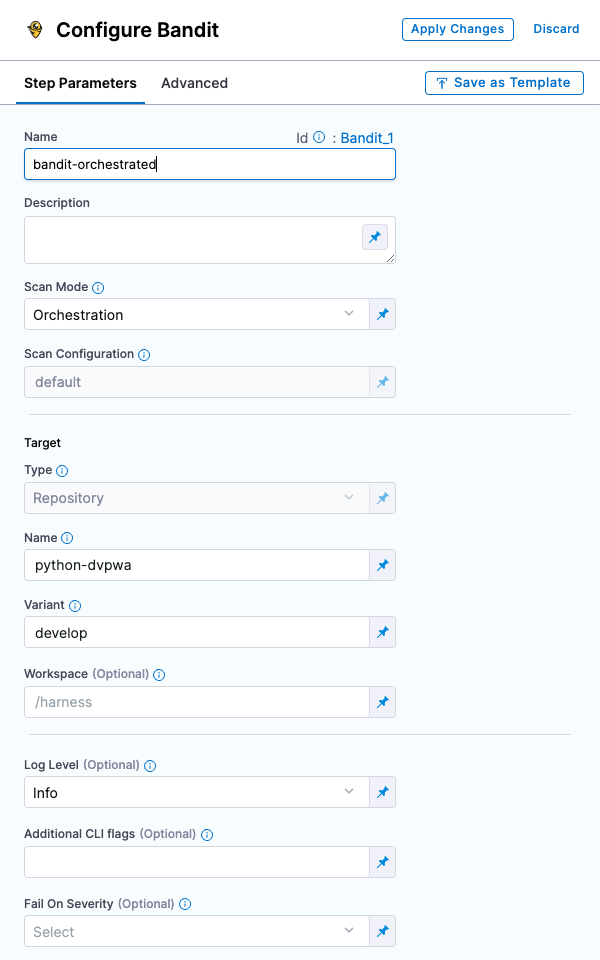 Configure Bandit
Apply Changes
Discard
Step Parameters
Advanced
Save as Template
Name
Id : Bandit_1
bandit-orchestrated
Description
Scan Mode
Orchestration
Scan Configuration
default
Target
Type
Repository
Name
python-dvpwa
Variant
develop
Workspace (Optional)
/harness
Log Level (Optional)
Info
Additional CLI flags (Optional)
Fail On Severity (Optional)
Select